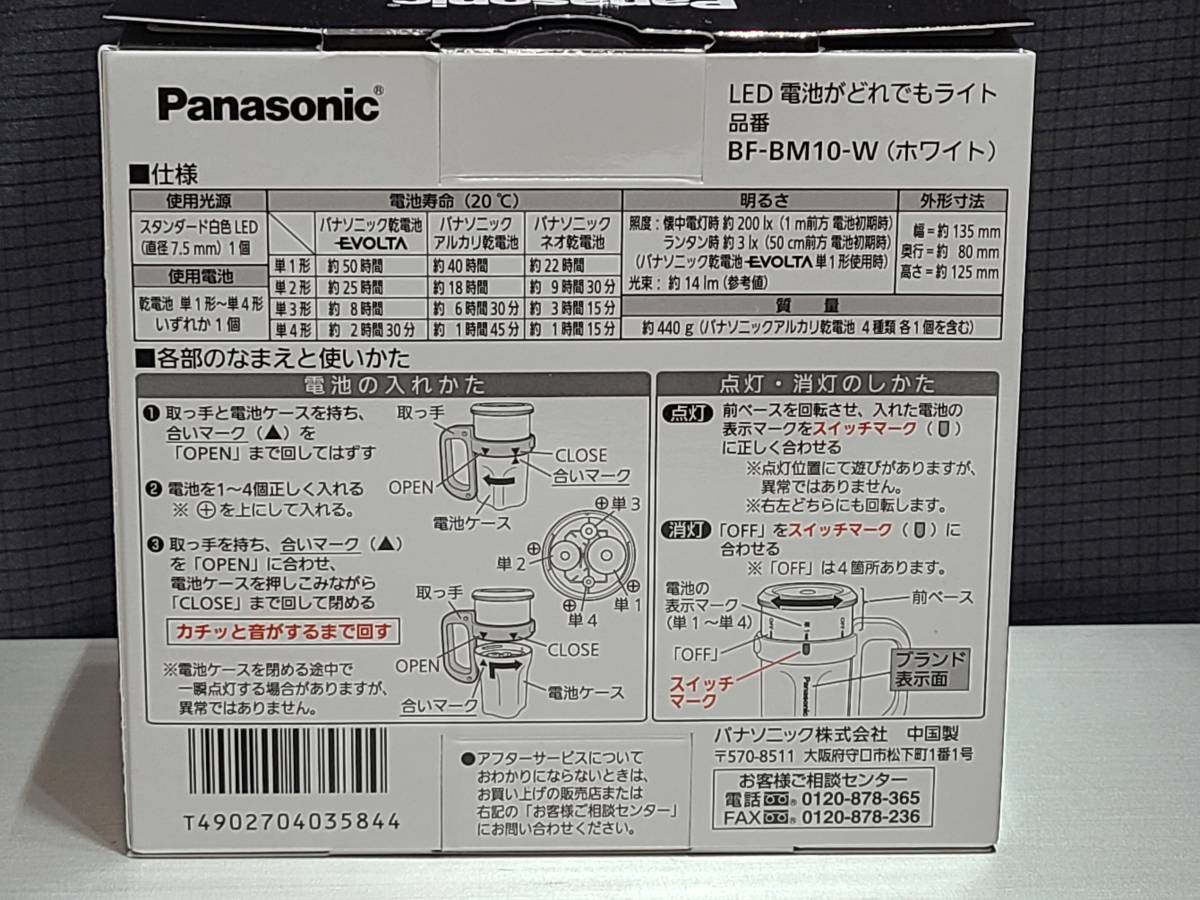 Panasonic
Panasonic®
LED 電池がどれでもライト
品番
BF-BM10-W（ホワイト）
■仕様
使用光源
スタンダード白色 LED
(直径 7.5 mm) 1個
使用電池
乾電池 単1形〜単4形
いずれか 1個
電池寿命（20 ℃）
パナソニック乾電池 EVOLTA
パナソニック アルカリ乾電池
パナソニック ネオ乾電池
単1形 約 50 時間 約 40 時間 約 22 時間
単2形 約 25 時間 約 18 時間 約 9 時間 30 分
単3形 約 8 時間 約 6 時間 30 分 約 3 時間 15 分
単4形 約 2 時間 30 分 約 1 時間 45 分 約 1 時間 15 分
明るさ
照度：懐中電灯時 約 200 lx（1 m前方 電池初期時）
ランタン時 約 3 lx（50 cm前方 電池初期時）
（パナソニック乾電池 EVOLTA 単1形使用時）
光束：約 14 lm（参考値）
質 量
約 440 g（パナソニックアルカリ乾電池 4 種類 各1個を含む）
外形寸法
幅＝約 135 mm
奥行＝約 80 mm
高さ＝約 125 mm
■各部のなまえと使いかた
電池の入れかた
❶ 取っ手と電池ケースを持ち、
合いマーク（▲）を
「OPEN」まで回してはずす
❷ 電池を1〜4個正しく入れる
※ ⊕を上にして入れる。
❸ 取っ手を持ち、合いマーク（▲）
を「OPEN」に合わせ、
電池ケースを押しこみながら
「CLOSE」まで回して閉める
カチッと音がするまで回す
※電池ケースを閉める途中で
一瞬点灯する場合がありますが、
異常ではありません。
取っ手
CLOSE
合いマーク
OPEN
電池ケース
⊕単3
⊕
単2
⊕
単1
⊕
単4
取っ手
CLOSE
OPEN
電池ケース
合いマーク
点灯・消灯のしかた
点灯 前ベースを回転させ、入れた電池の
表示マークをスイッチマーク（ ）
に正しく合わせる
※点灯位置にて遊びがありますが、
異常ではありません。
※右左どちらにも回転します。
消灯 「OFF」をスイッチマーク（ ）に
合わせる
※「OFF」は4箇所あります。
電池の
表示マーク
（単1〜単4）
前ベース
OFF
OFF
「OFF」
Panasonic
スイッチ
マーク
ブランド
表示面
T4902704035844
●アフターサービスについて
おわかりにならないときは、
お買い上げの販売店または
右記の「お客様ご相談センター」
にお問い合わせください。
パナソニック株式会社 中国製
〒570-8511 大阪府守口市松下町1番1号
お客様ご相談センター
電話 0120-878-365
FAX 0120-878-236